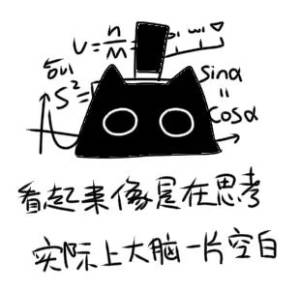 υ=n/M
S²=
sinα
=
cosα
看起来像是在思考
实际上大脑一片空白